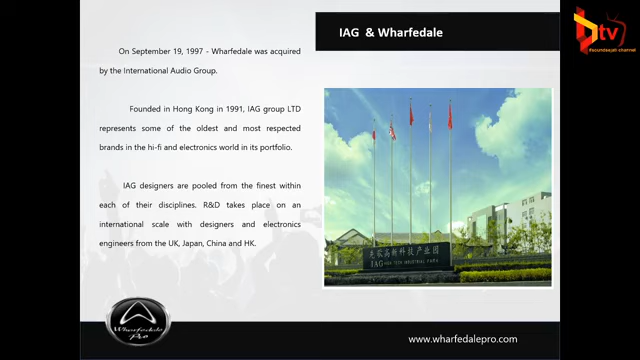 IAG & Wharfedale
On September 19, 1997 - Wharfedale was acquired
by the International Audio Group.
Founded in Hong Kong in 1991, IAG group LTD
represents some of the oldest and most respected
brands in the hi-fi and electronics world in its portfolio.
IAG designers are pooled from the finest within
each of their disciplines. R&D takes place on an
international scale with designers and electronics
engineers from the UK, Japan, China and HK.
IAG HIGH TECH INDUSTRIAL PARK
Wharfedale
Pro
www.wharfedalepro.com
tv